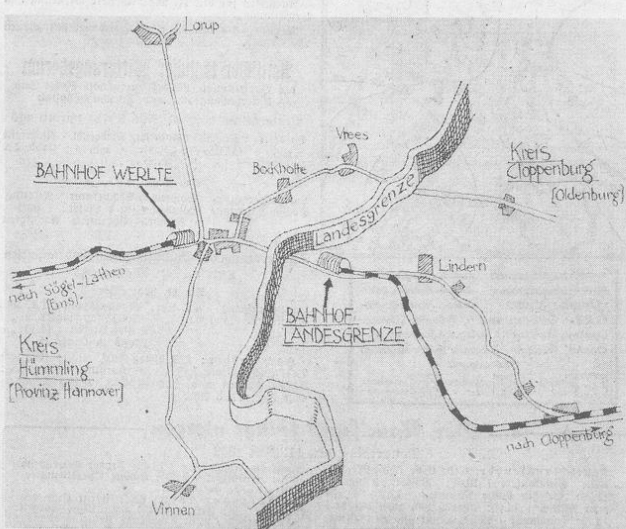 Lorup
Vrees
Bockholte
Kreis
Cloppenburg
[Oldenburg]
BAHNHOF WERLTE
Landesgrenze
Lindern
nach Sögel-Lathen
[Ems].
BAHNHOF
LANDESGRENZE
Kreis
Hümmling
[Provinz Hannover]
nach Cloppenburg
Vinnen